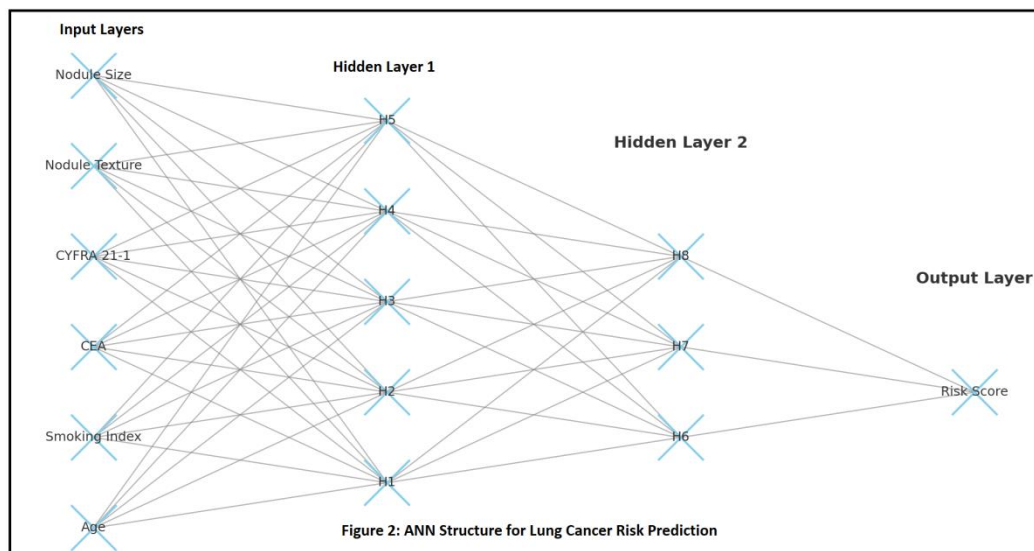 Input Layers
Nodule Size
Nodule Texture
CYFRA 21-1
CEA
Smoking Index
Age
Hidden Layer 1
H5
H4
H3
H2
H1
Hidden Layer 2
H8
H7
H6
Output Layer
Risk Score
Figure 2: ANN Structure for Lung Cancer Risk Prediction